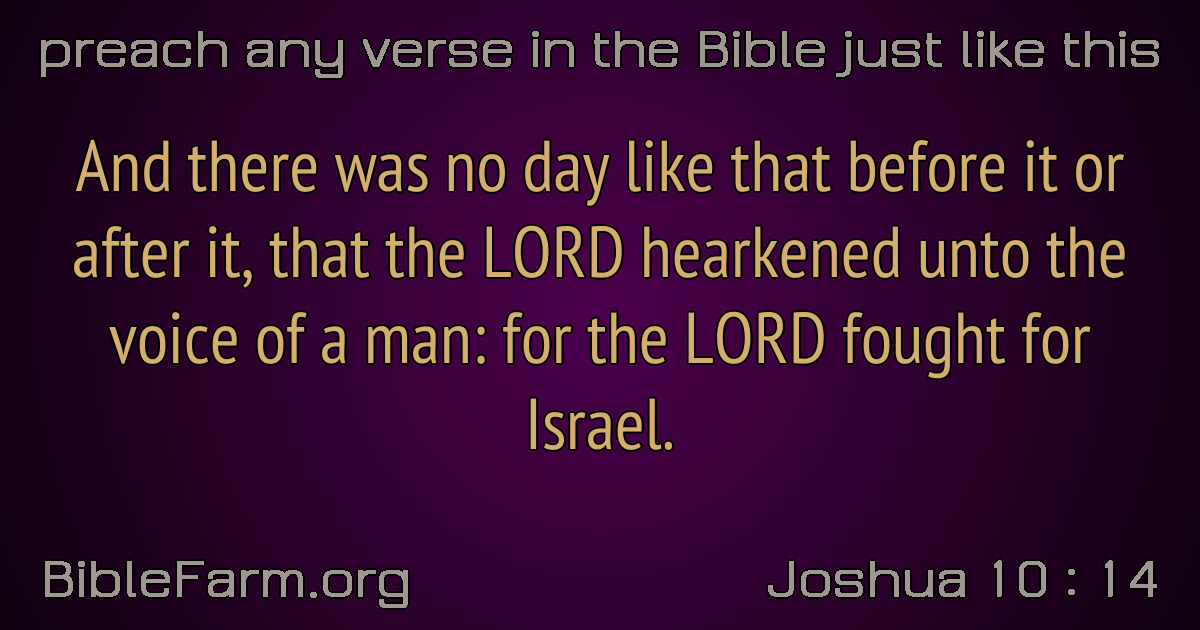 preach any verse in the Bible just like this
And there was no day like that before it or
after it, that the LORD hearkened unto the
voice of a man: for the LORD fought for
Israel.
BibleFarm.org
Joshua 10 : 14